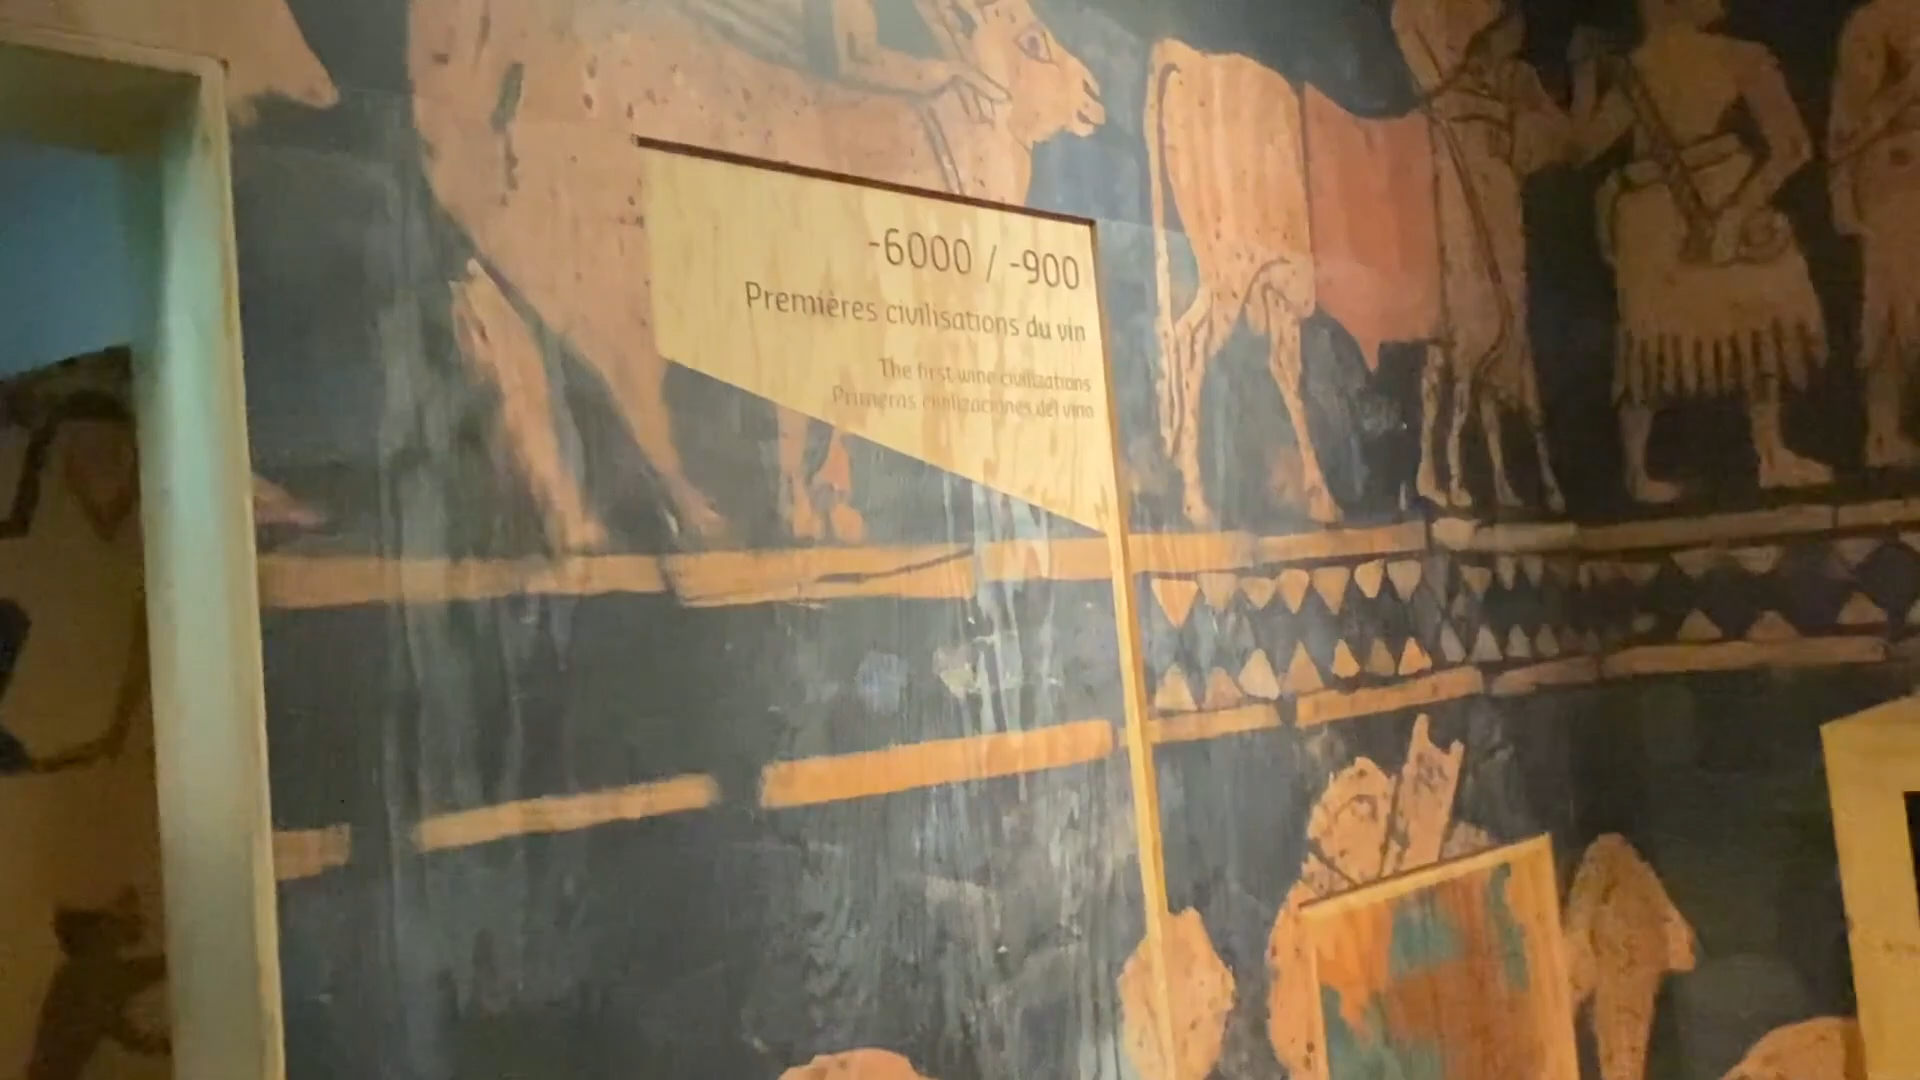 -6000 / -900
Premières civilisations du vin
The first wine civilizations
Primeras civilizaciones del vino